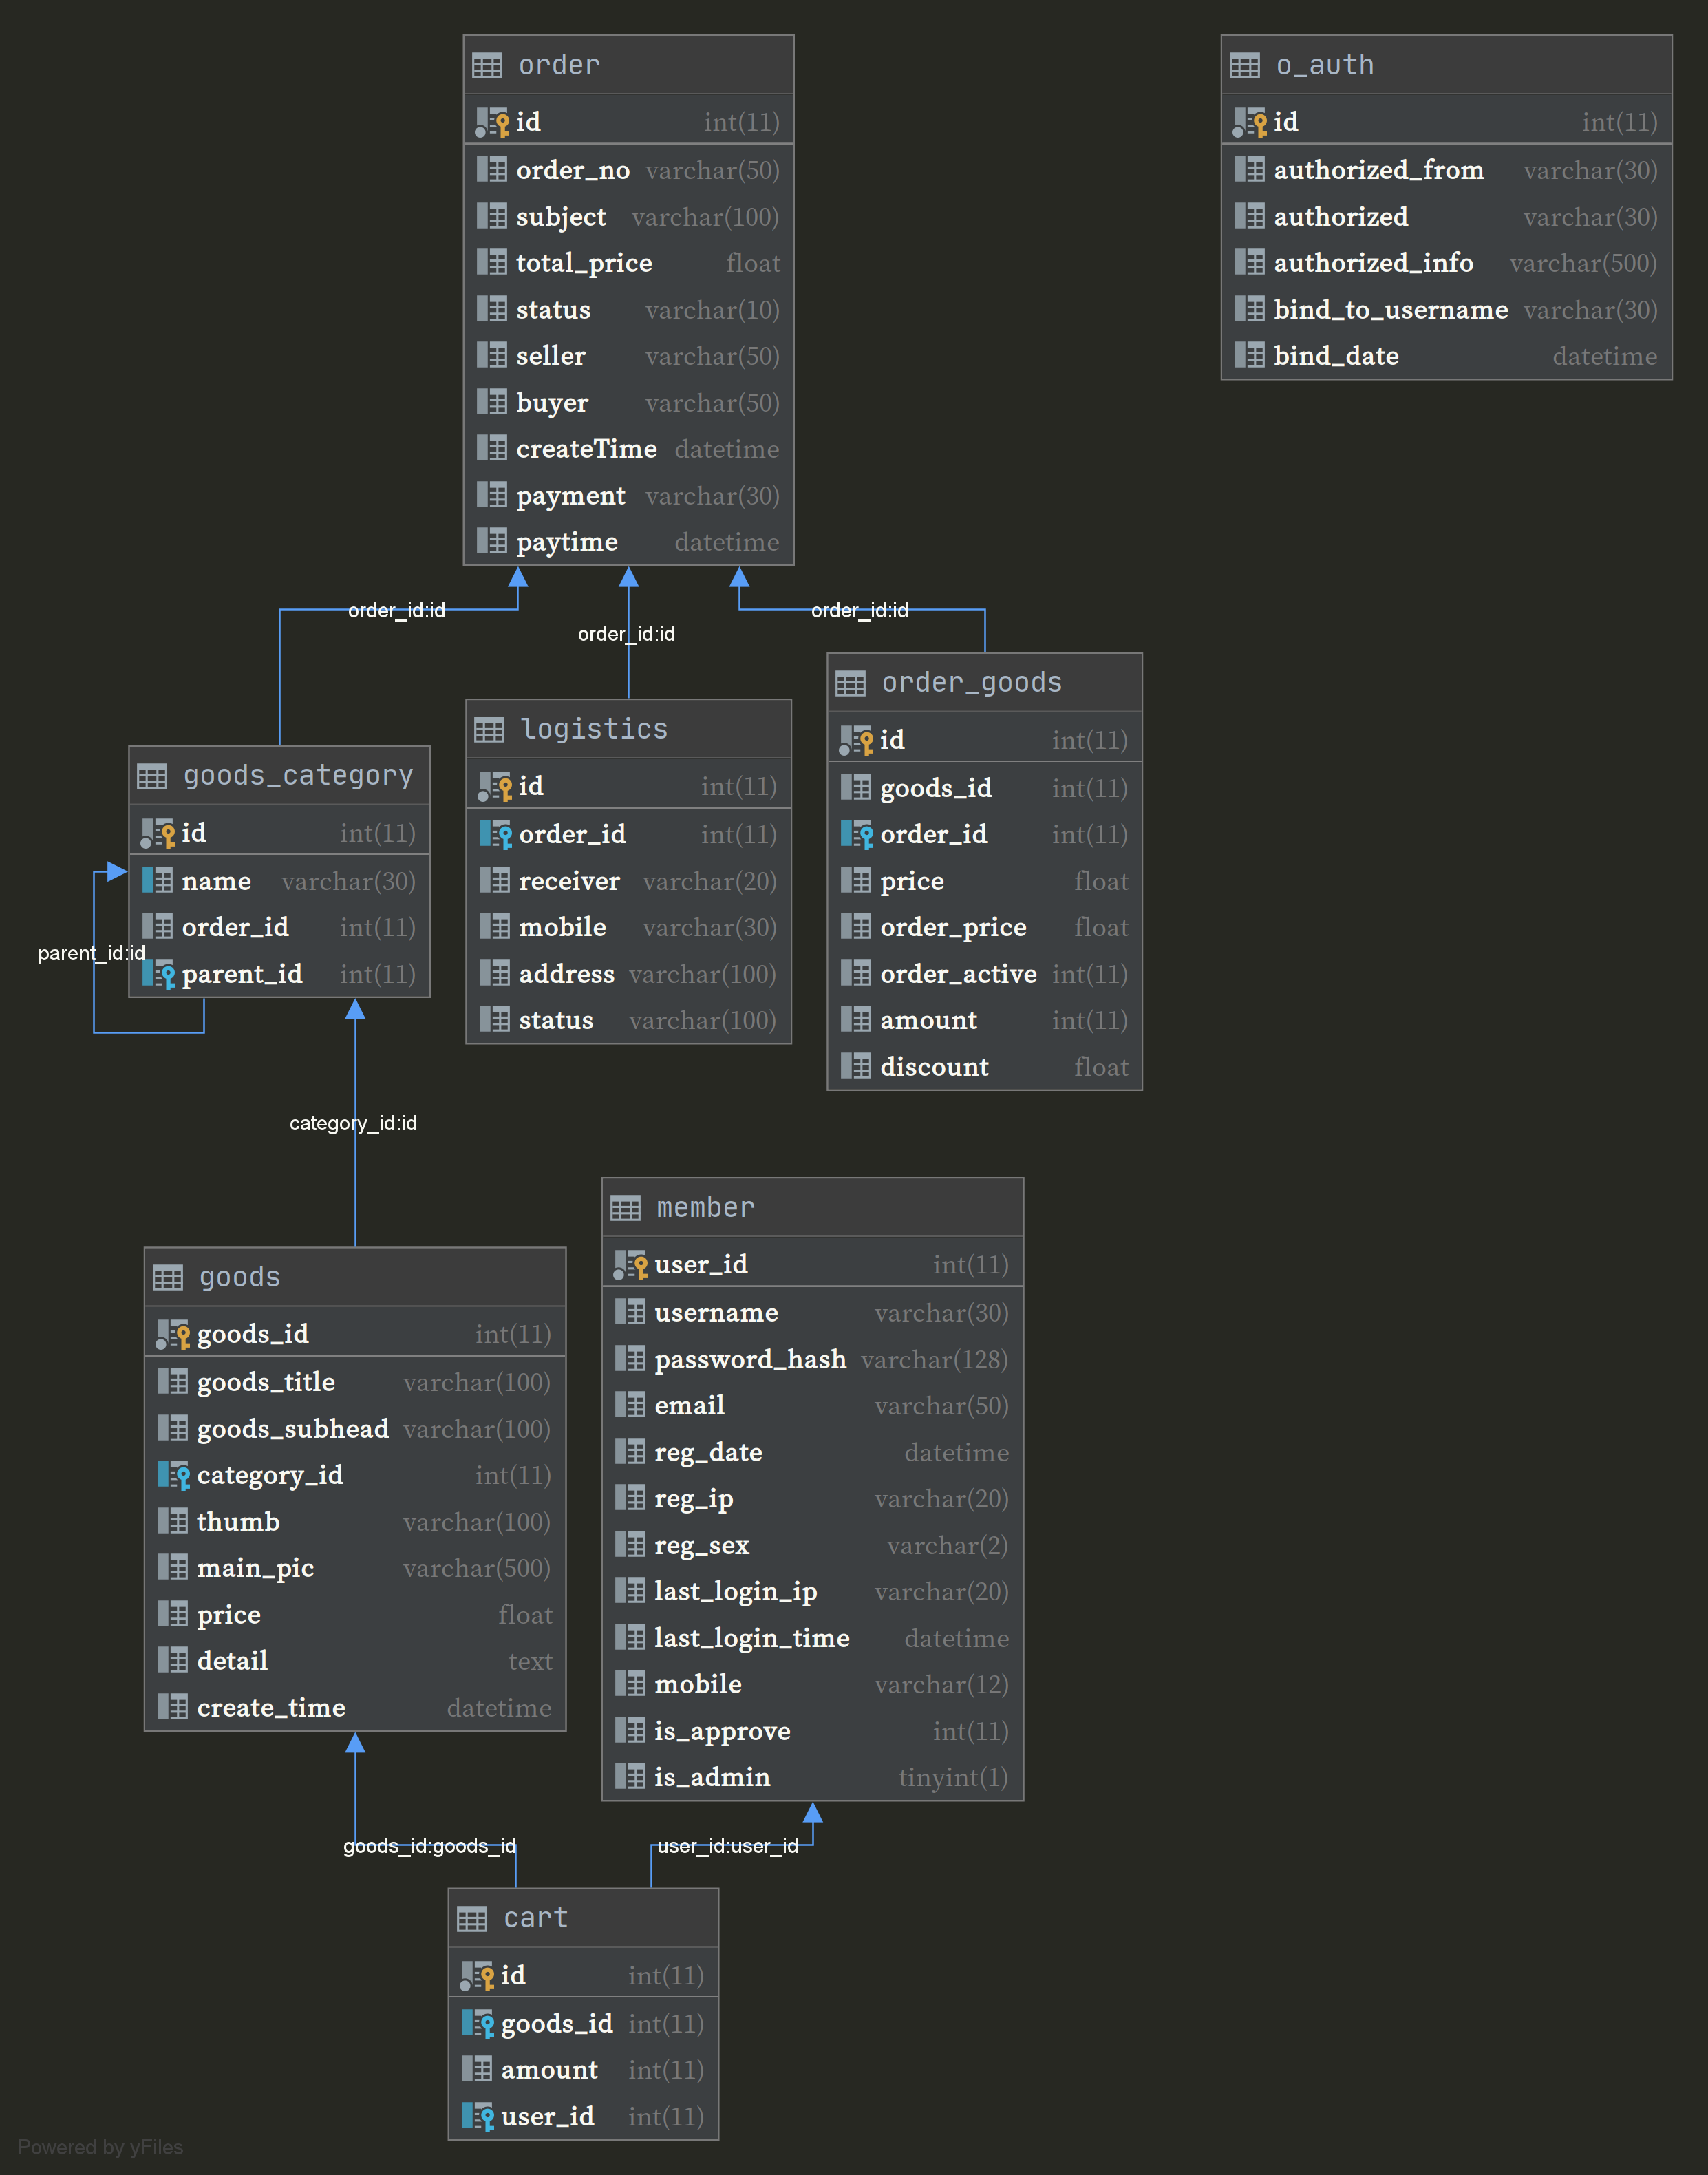 order
id int(11)
order_no varchar(50)
subject varchar(100)
total_price float
status varchar(10)
seller varchar(50)
buyer varchar(50)
createTime datetime
payment varchar(30)
paytime datetime
o_auth
id int(11)
authorized_from varchar(30)
authorized varchar(30)
authorized_info varchar(500)
bind_to_username varchar(30)
bind_date datetime
order_id:id
order_id:id
order_id:id
goods_category
id int(11)
name varchar(30)
order_id int(11)
parent_id int(11)
parent_id:id
logistics
id int(11)
order_id int(11)
receiver varchar(20)
mobile varchar(30)
address varchar(100)
status varchar(100)
order_goods
id int(11)
goods_id int(11)
order_id int(11)
price float
order_price float
order_active int(11)
amount int(11)
discount float
category_id:id
goods
goods_id int(11)
goods_title varchar(100)
goods_subhead varchar(100)
category_id int(11)
thumb varchar(100)
main_pic varchar(500)
price float
detail text
create_time datetime
member
user_id int(11)
username varchar(30)
password_hash varchar(128)
email varchar(50)
reg_date datetime
reg_ip varchar(20)
reg_sex varchar(2)
last_login_ip varchar(20)
last_login_time datetime
mobile varchar(12)
is_approve int(11)
is_admin tinyint(1)
goods_id:goods_id
user_id:user_id
cart
id int(11)
goods_id int(11)
amount int(11)
user_id int(11)
Powered by yFiles